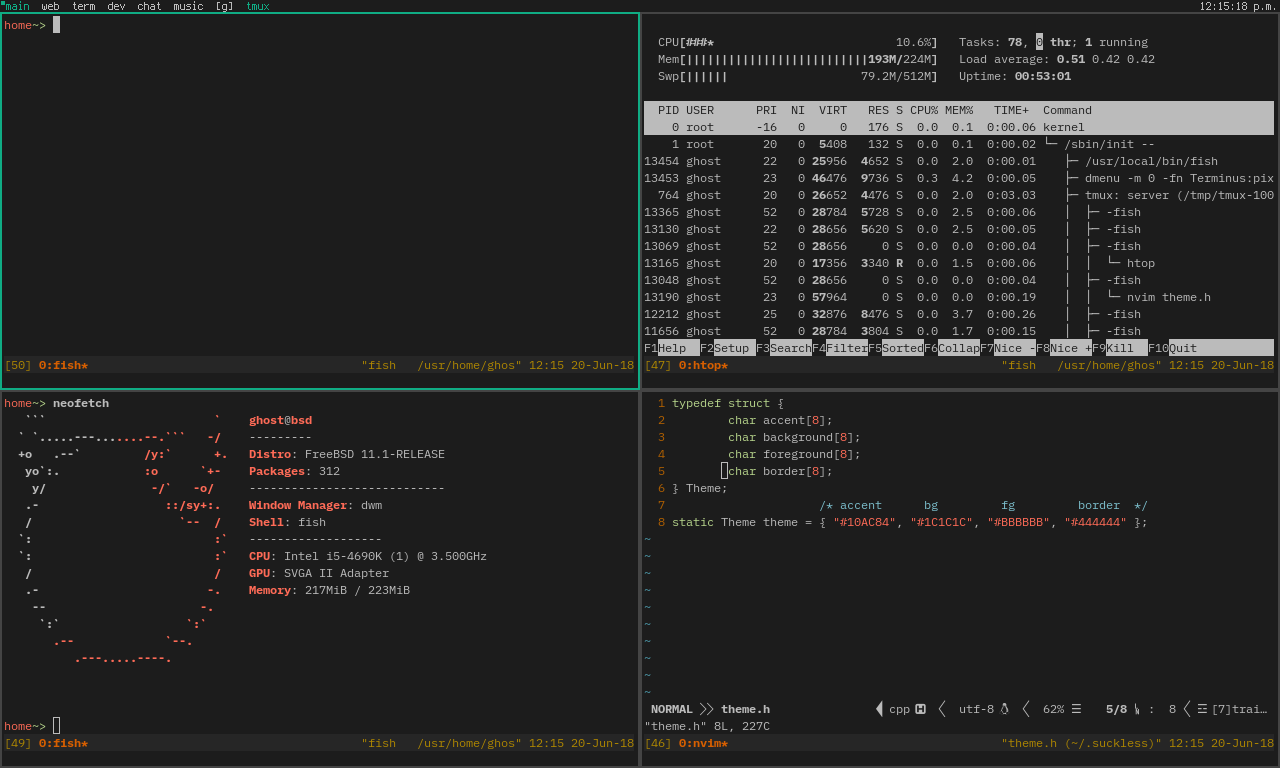 main web term dev chat music [g] tmux 12:15:18 p.m.
home~>
[50] 0:fish* "fish /usr/home/ghos" 12:15 20-Jun-18
CPU[###* 10.6%] Tasks: 78, 0 thr; 1 running
Mem[||||||||||||||||||||||||||193M/224M] Load average: 0.51 0.42 0.42
Swp[|||||| 79.2M/512M] Uptime: 00:53:01
PID USER PRI NI VIRT RES S CPU% MEM% TIME+ Command
0 root -16 0 0 176 S 0.0 0.1 0:00.06 kernel
1 root 20 0 5408 132 S 0.0 0.1 0:00.02 └─ /sbin/init --
13454 ghost 22 0 25956 4652 S 0.0 2.0 0:00.01 ├─ /usr/local/bin/fish
13453 ghost 23 0 46476 9736 S 0.3 4.2 0:00.05 ├─ dmenu -m 0 -fn Terminus:pix
764 ghost 20 0 26652 4476 S 0.0 2.0 0:03.03 ├─ tmux: server (/tmp/tmux-100
13365 ghost 52 0 28784 5728 S 0.0 2.5 0:00.06 │ ├─ -fish
13130 ghost 22 0 28656 5620 S 0.0 2.5 0:00.05 │ ├─ -fish
13069 ghost 52 0 28656 0 S 0.0 0.0 0:00.04 │ ├─ -fish
13165 ghost 20 0 17356 3340 R 0.0 1.5 0:00.06 │ │ └─ htop
13048 ghost 52 0 28656 0 S 0.0 0.0 0:00.04 │ ├─ -fish
13190 ghost 23 0 57964 0 S 0.0 0.0 0:00.19 │ │ └─ nvim theme.h
12212 ghost 25 0 32876 8476 S 0.0 3.7 0:00.26 │ ├─ -fish
11656 ghost 52 0 28784 3804 S 0.0 1.7 0:00.15 │ ├─ -fish
F1Help F2Setup F3SearchF4FilterF5SortedF6CollapF7Nice -F8Nice +F9Kill F10Quit
[47] 0:htop* "fish /usr/home/ghos" 12:15 20-Jun-18
home~> neofetch
ghost@bsd
---------
Distro: FreeBSD 11.1-RELEASE
Packages: 312
----------------------------
Window Manager: dwm
Shell: fish
-------------------
CPU: Intel i5-4690K (1) @ 3.500GHz
GPU: SVGA II Adapter
Memory: 217MiB / 223MiB
home~>
[49] 0:fish* "fish /usr/home/ghos" 12:15 20-Jun-18
1 typedef struct {
2 char accent[8];
3 char background[8];
4 char foreground[8];
5 char border[8];
6 } Theme;
7 /* accent bg fg border */
8 static Theme theme = { "#10AC84", "#1C1C1C", "#BBBBBB", "#444444" };
~
~
~
~
~
~
~
~
~
~
NORMAL theme.h cpp utf-8 62% ☰ 5/8 : 8 ☲ [7]trai…
"theme.h" 8L, 227C
[46] 0:nvim* "theme.h (~/.suckless)" 12:15 20-Jun-18